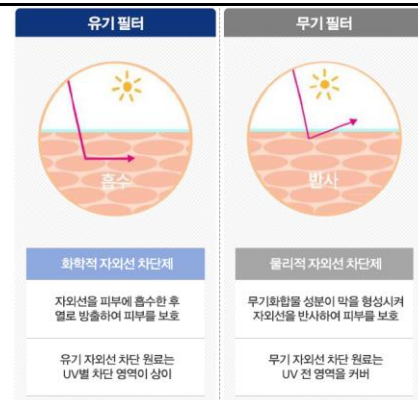 유기 필터
무기 필터
흡수
반사
화학적 자외선 차단제
물리적 자외선 차단제
자외선을 피부에 흡수한 후
열로 방출하여 피부를 보호
무기화합물 성분이 막을 형성시켜
자외선을 반사하여 피부를 보호
유기 자외선 차단 원료는
UV별 차단 영역이 상이
무기 자외선 차단 원료는
UV 전 영역을 커버